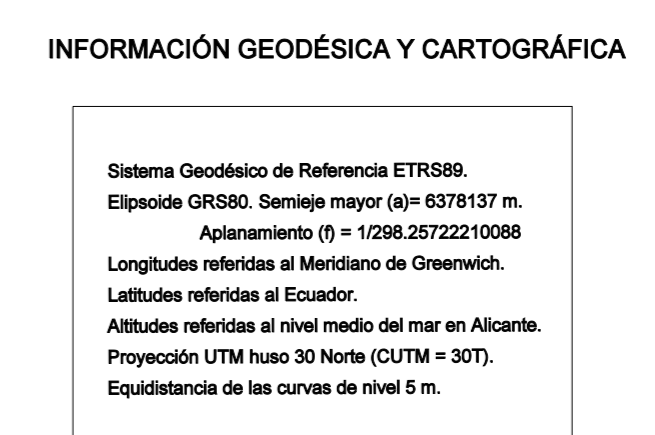 INFORMACIÓN GEODÉSICA Y CARTOGRÁFICA
Sistema Geodésico de Referencia ETRS89.
Elipsoide GRS80. Semieje mayor (a)= 6378137 m.
Aplanamiento (f) = 1/298.25722210088
Longitudes referidas al Meridiano de Greenwich.
Latitudes referidas al Ecuador.
Altitudes referidas al nivel medio del mar en Alicante.
Proyección UTM huso 30 Norte (CUTM = 30T).
Equidistancia de las curvas de nivel 5 m.